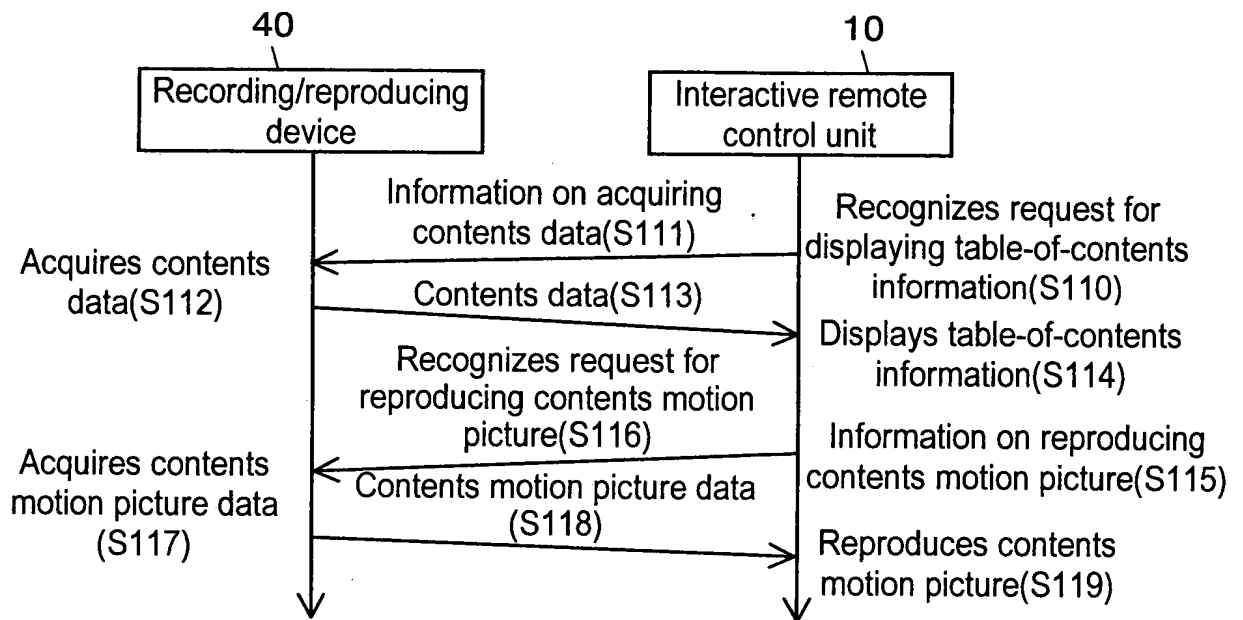 40
10
Recording/reproducing
device
Interactive remote
control unit
Information on acquiring
contents data(S111)
Recognizes request for
displaying table-of-contents
information(S110)
Acquires contents
data(S112)
Contents data(S113)
Displays table-of-contents
information(S114)
Recognizes request for
reproducing contents motion
picture(S116)
Information on reproducing
contents motion picture(S115)
Acquires contents
motion picture data
(S117)
Contents motion picture data
(S118)
Reproduces contents
motion picture(S119)